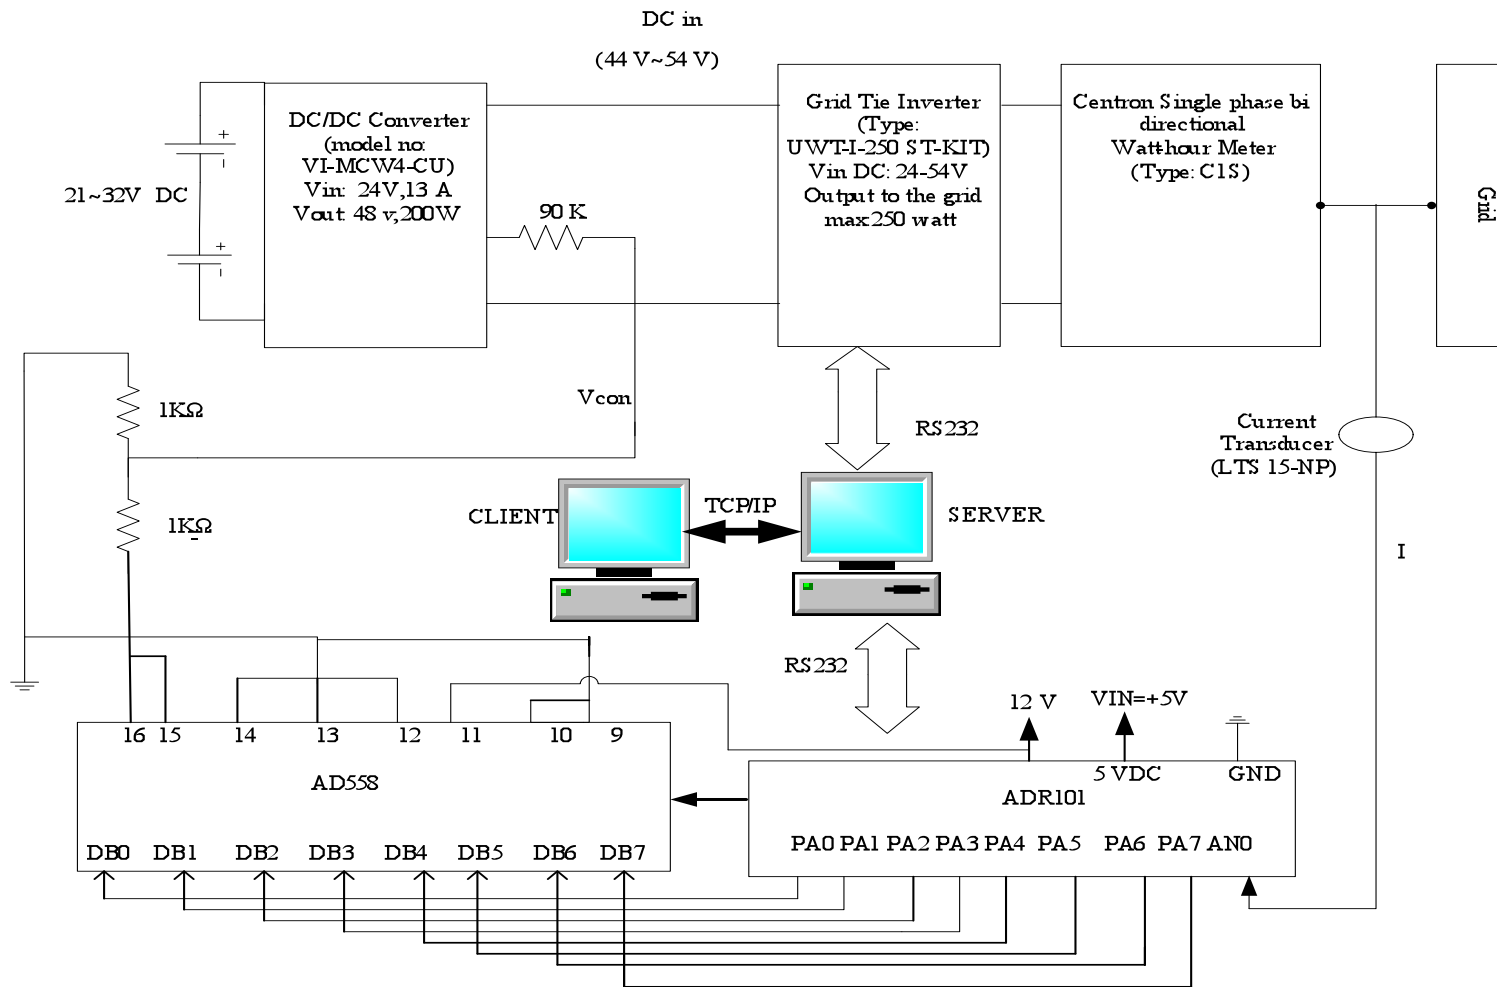 DC in
(44 V~54 V)
DC/DC Converter
(model no:
VI-MCW4-CU)
Vin: 24V,13 A
Vout: 48 v,200W
Grid Tie Inverter
(Type:
UWT-I-250 ST-KIT)
Vin DC: 24-54V
Output to the grid
max:250 watt
Centron Single phase bi
directional
Watthour Meter
(Type: C1S)
Grid
+
-
21~32V DC
+
-
90 K
1KΩ
Vcon
RS232
Current
Transducer
(LTS 15-NP)
1KΩ
CLIENT
TCP/IP
SERVER
I
RS232
12 V
VIN=+5V
16 15 14 13 12 11 10 9
AD558
5 VDC
GND
ADR101
DB0 DB1 DB2 DB3 DB4 DB5 DB6 DB7
PA0 PA1 PA2 PA3 PA4 PA5 PA6 PA7 AN0